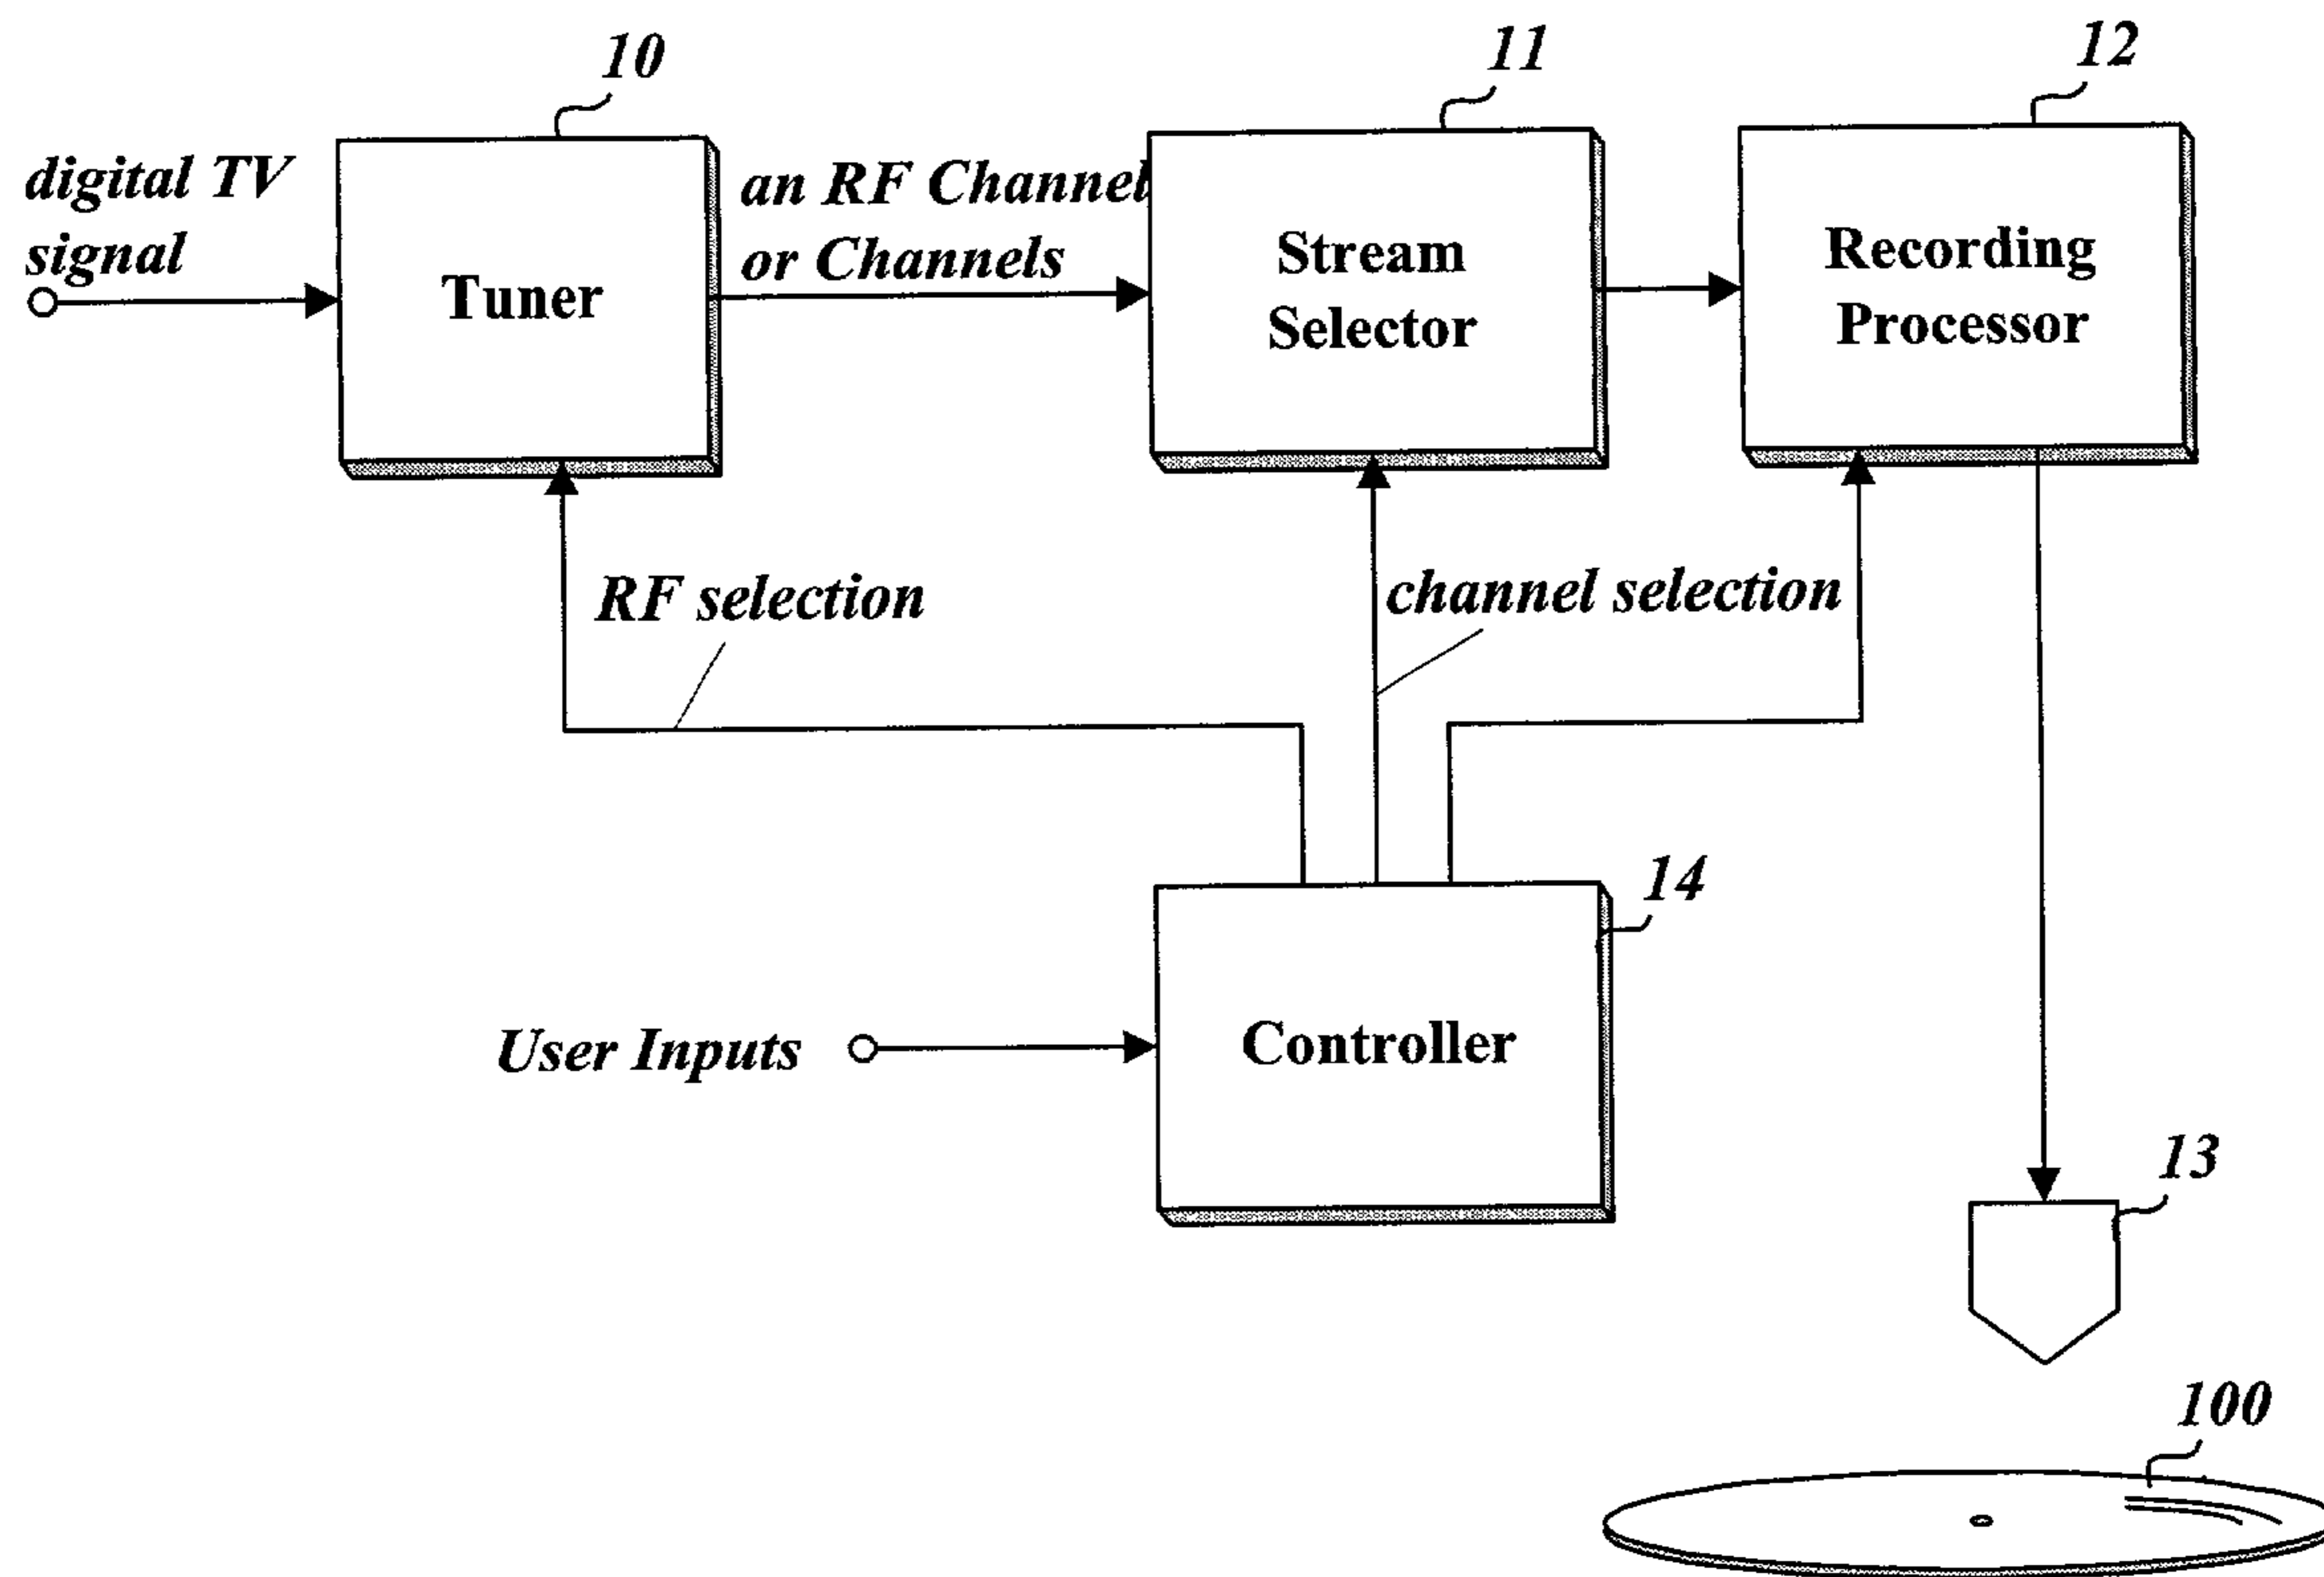 10
11
12
digital TV
signal
Tuner
an RF Channel
or Channels
Stream
Selector
Recording
Processor
RF selection
channel selection
14
User Inputs
Controller
13
100